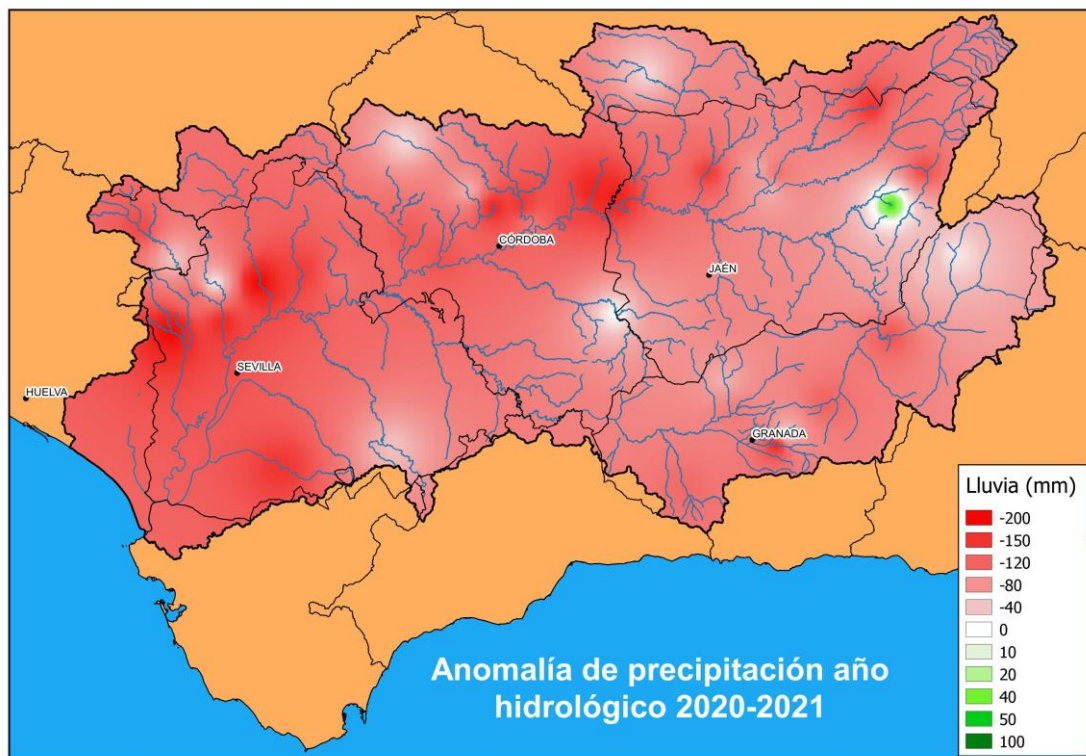 CÓRDOBA
JAÉN
SEVILLA
HUELVA
GRANADA
Lluvia (mm)
-200
-150
-120
-80
-40
0
10
20
40
50
100
Anomalía de precipitación año
hidrológico 2020-2021